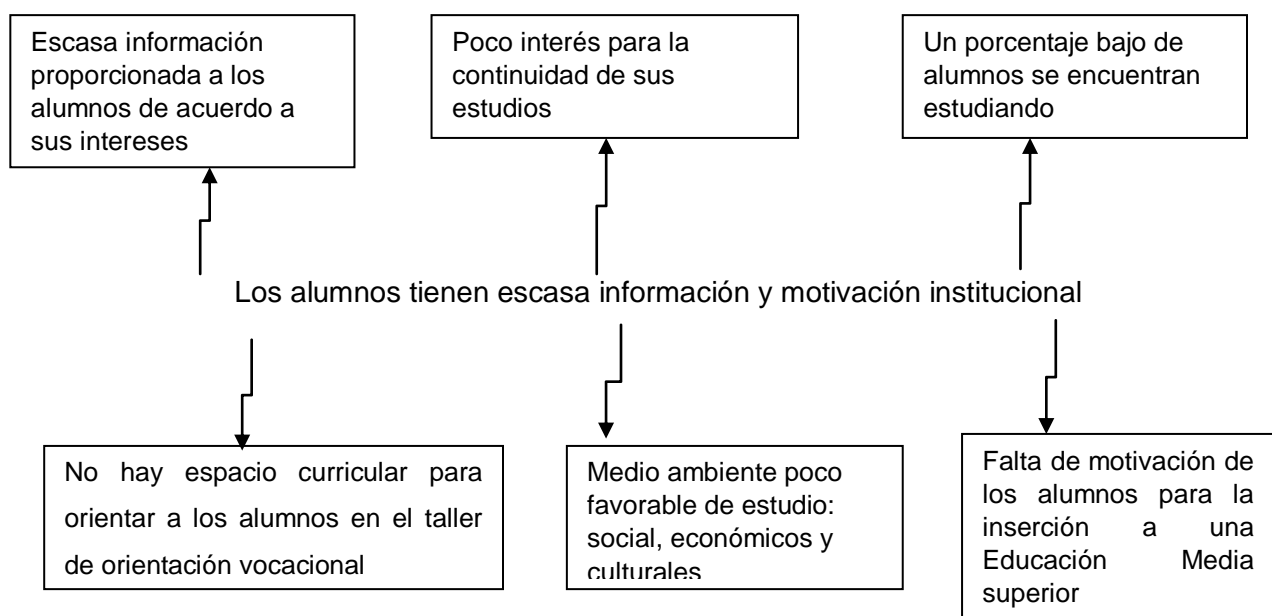 Escasa información
proporcionada a los
alumnos de acuerdo a
sus intereses
Poco interés para la
continuidad de sus
estudios
Un porcentaje bajo de
alumnos se encuentran
estudiando
Los alumnos tienen escasa información y motivación institucional
No hay espacio curricular para
orientar a los alumnos en el taller
de orientación vocacional
Medio ambiente poco
favorable de estudio:
social, económicos y
culturales
Falta de motivación de
los alumnos para la
inserción a una
Educación Media
superior